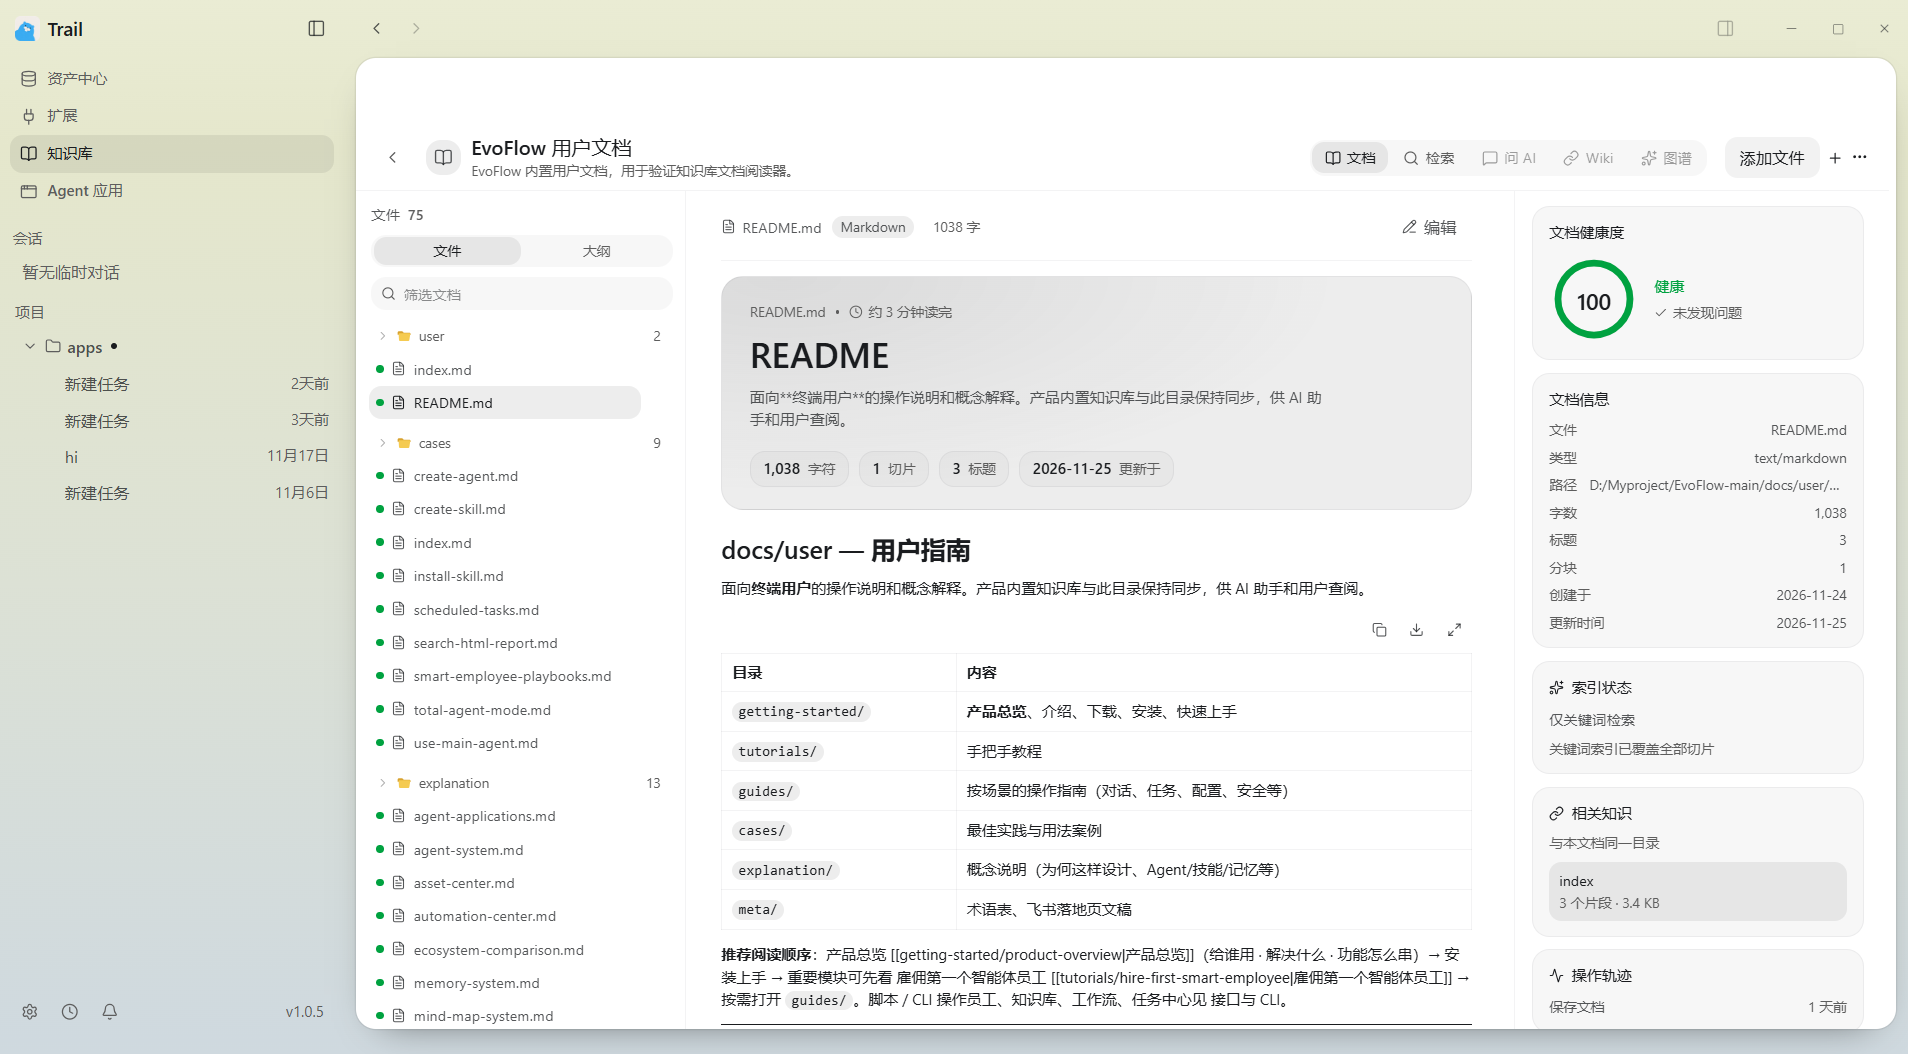 Trail
资产中心
扩展
知识库
Agent 应用
会话
暂无临时对话
项目
apps
新建任务 2天前
新建任务 3天前
hi 11月17日
新建任务 11月6日
v1.0.5
EvoFlow 用户文档
EvoFlow 内置用户文档，用于验证知识库文档阅读器。
文档 检索 问 AI Wiki 图谱
添加文件
文件 75
文件 大纲
筛选文档
user 2
index.md
README.md
cases 9
create-agent.md
create-skill.md
index.md
install-skill.md
scheduled-tasks.md
search-html-report.md
smart-employee-playbooks.md
total-agent-mode.md
use-main-agent.md
explanation 13
agent-applications.md
agent-system.md
asset-center.md
automation-center.md
ecosystem-comparison.md
memory-system.md
mind-map-system.md
README.md Markdown 1038 字 编辑
README.md • 约 3 分钟读完
README
面向**终端用户**的操作说明和概念解释。产品内置知识库与此目录保持同步，供 AI 助
手和用户查阅。
1,038 字符 1 切片 3 标题 2026-11-25 更新于
docs/user — 用户指南
面向终端用户的操作说明和概念解释。产品内置知识库与此目录保持同步，供 AI 助手和用户查阅。
目录 内容
getting-started/ 产品总览、介绍、下载、安装、快速上手
tutorials/ 手把手教程
guides/ 按场景的操作指南（对话、任务、配置、安全等）
cases/ 最佳实践与用法案例
explanation/ 概念说明（为何这样设计、Agent/技能/记忆等）
meta/ 术语表、飞书落地页文稿
推荐阅读顺序：产品总览 [[getting-started/product-overview|产品总览]]（给谁用 · 解决什么 · 功能怎么串）→ 安
装上手 → 重要模块可先看 雇佣第一个智能体员工 [[tutorials/hire-first-smart-employee|雇佣第一个智能体员工]] →
按需打开 guides/ 。脚本 / CLI 操作员工、知识库、工作流、任务中心见 接口与 CLI。
文档健康度
100
健康
未发现问题
文档信息
文件 README.md
类型 text/markdown
路径 D:/Myproject/EvoFlow-main/docs/user/...
字数 1,038
标题 3
分块 1
创建于 2026-11-24
更新时间 2026-11-25
索引状态
仅关键词检索
关键词索引已覆盖全部切片
相关知识
与本文档同一目录
index
3 个片段 · 3.4 KB
操作轨迹
保存文档 1 天前